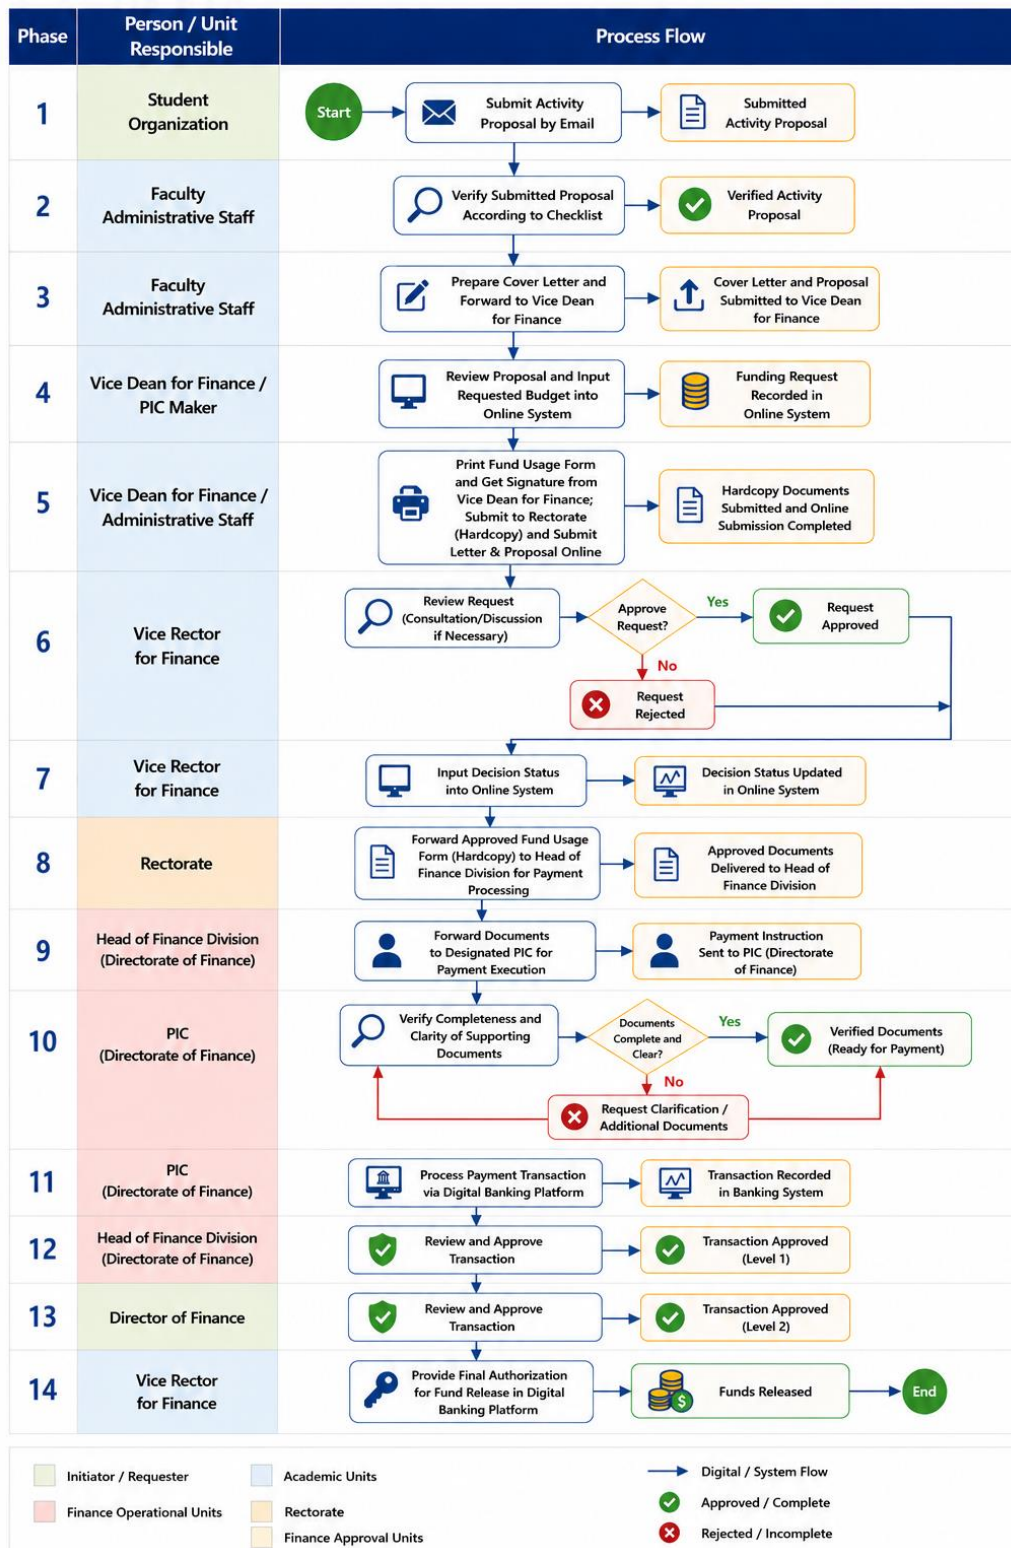 Phase
Person / Unit
Responsible
Process Flow
1
Student
Organization
Start
Submit Activity
Proposal by Email
Submitted
Activity Proposal
2
Faculty
Administrative Staff
Verify Submitted Proposal
According to Checklist
Verified Activity
Proposal
3
Faculty
Administrative Staff
Prepare Cover Letter and
Forward to Vice Dean
for Finance
Cover Letter and Proposal
Submitted to Vice Dean
for Finance
4
Vice Dean for Finance /
PIC Maker
Review Proposal and Input
Requested Budget into
Online System
Funding Request
Recorded in
Online System
5
Vice Dean for Finance /
Administrative Staff
Print Fund Usage Form
and Get Signature from
Vice Dean for Finance;
Submit to Rectorate
(Hardcopy) and Submit
Letter & Proposal Online
Hardcopy Documents
Submitted and Online
Submission Completed
6
Vice Rector
for Finance
Review Request
(Consultation/Discussion
if Necessary)
Approve
Request?
Yes
Request
Approved
No
Request
Rejected
7
Vice Rector
for Finance
Input Decision Status
into Online System
Decision Status Updated
in Online System
8
Rectorate
Forward Approved Fund Usage
Form (Hardcopy) to Head of
Finance Division for Payment
Processing
Approved Documents
Delivered to Head of
Finance Division
9
Head of Finance Division
(Directorate of Finance)
Forward Documents
to Designated PIC for
Payment Execution
Payment Instruction
Sent to PIC (Directorate
of Finance)
10
PIC
(Directorate of Finance)
Verify Completeness and
Clarity of Supporting
Documents
Documents
Complete and
Clear?
Yes
Verified Documents
(Ready for Payment)
No
Request Clarification /
Additional Documents
11
PIC
(Directorate of Finance)
Process Payment Transaction
via Digital Banking Platform
Transaction Recorded
in Banking System
12
Head of Finance Division
(Directorate of Finance)
Review and Approve
Transaction
Transaction Approved
(Level 1)
13
Director of Finance
Review and Approve
Transaction
Transaction Approved
(Level 2)
14
Vice Rector
for Finance
Provide Final Authorization
for Fund Release in Digital
Banking Platform
$
Funds Released
End
Initiator / Requester
Academic Units
Digital / System Flow
Finance Operational Units
Rectorate
Approved / Complete
Finance Approval Units
Rejected / Incomplete